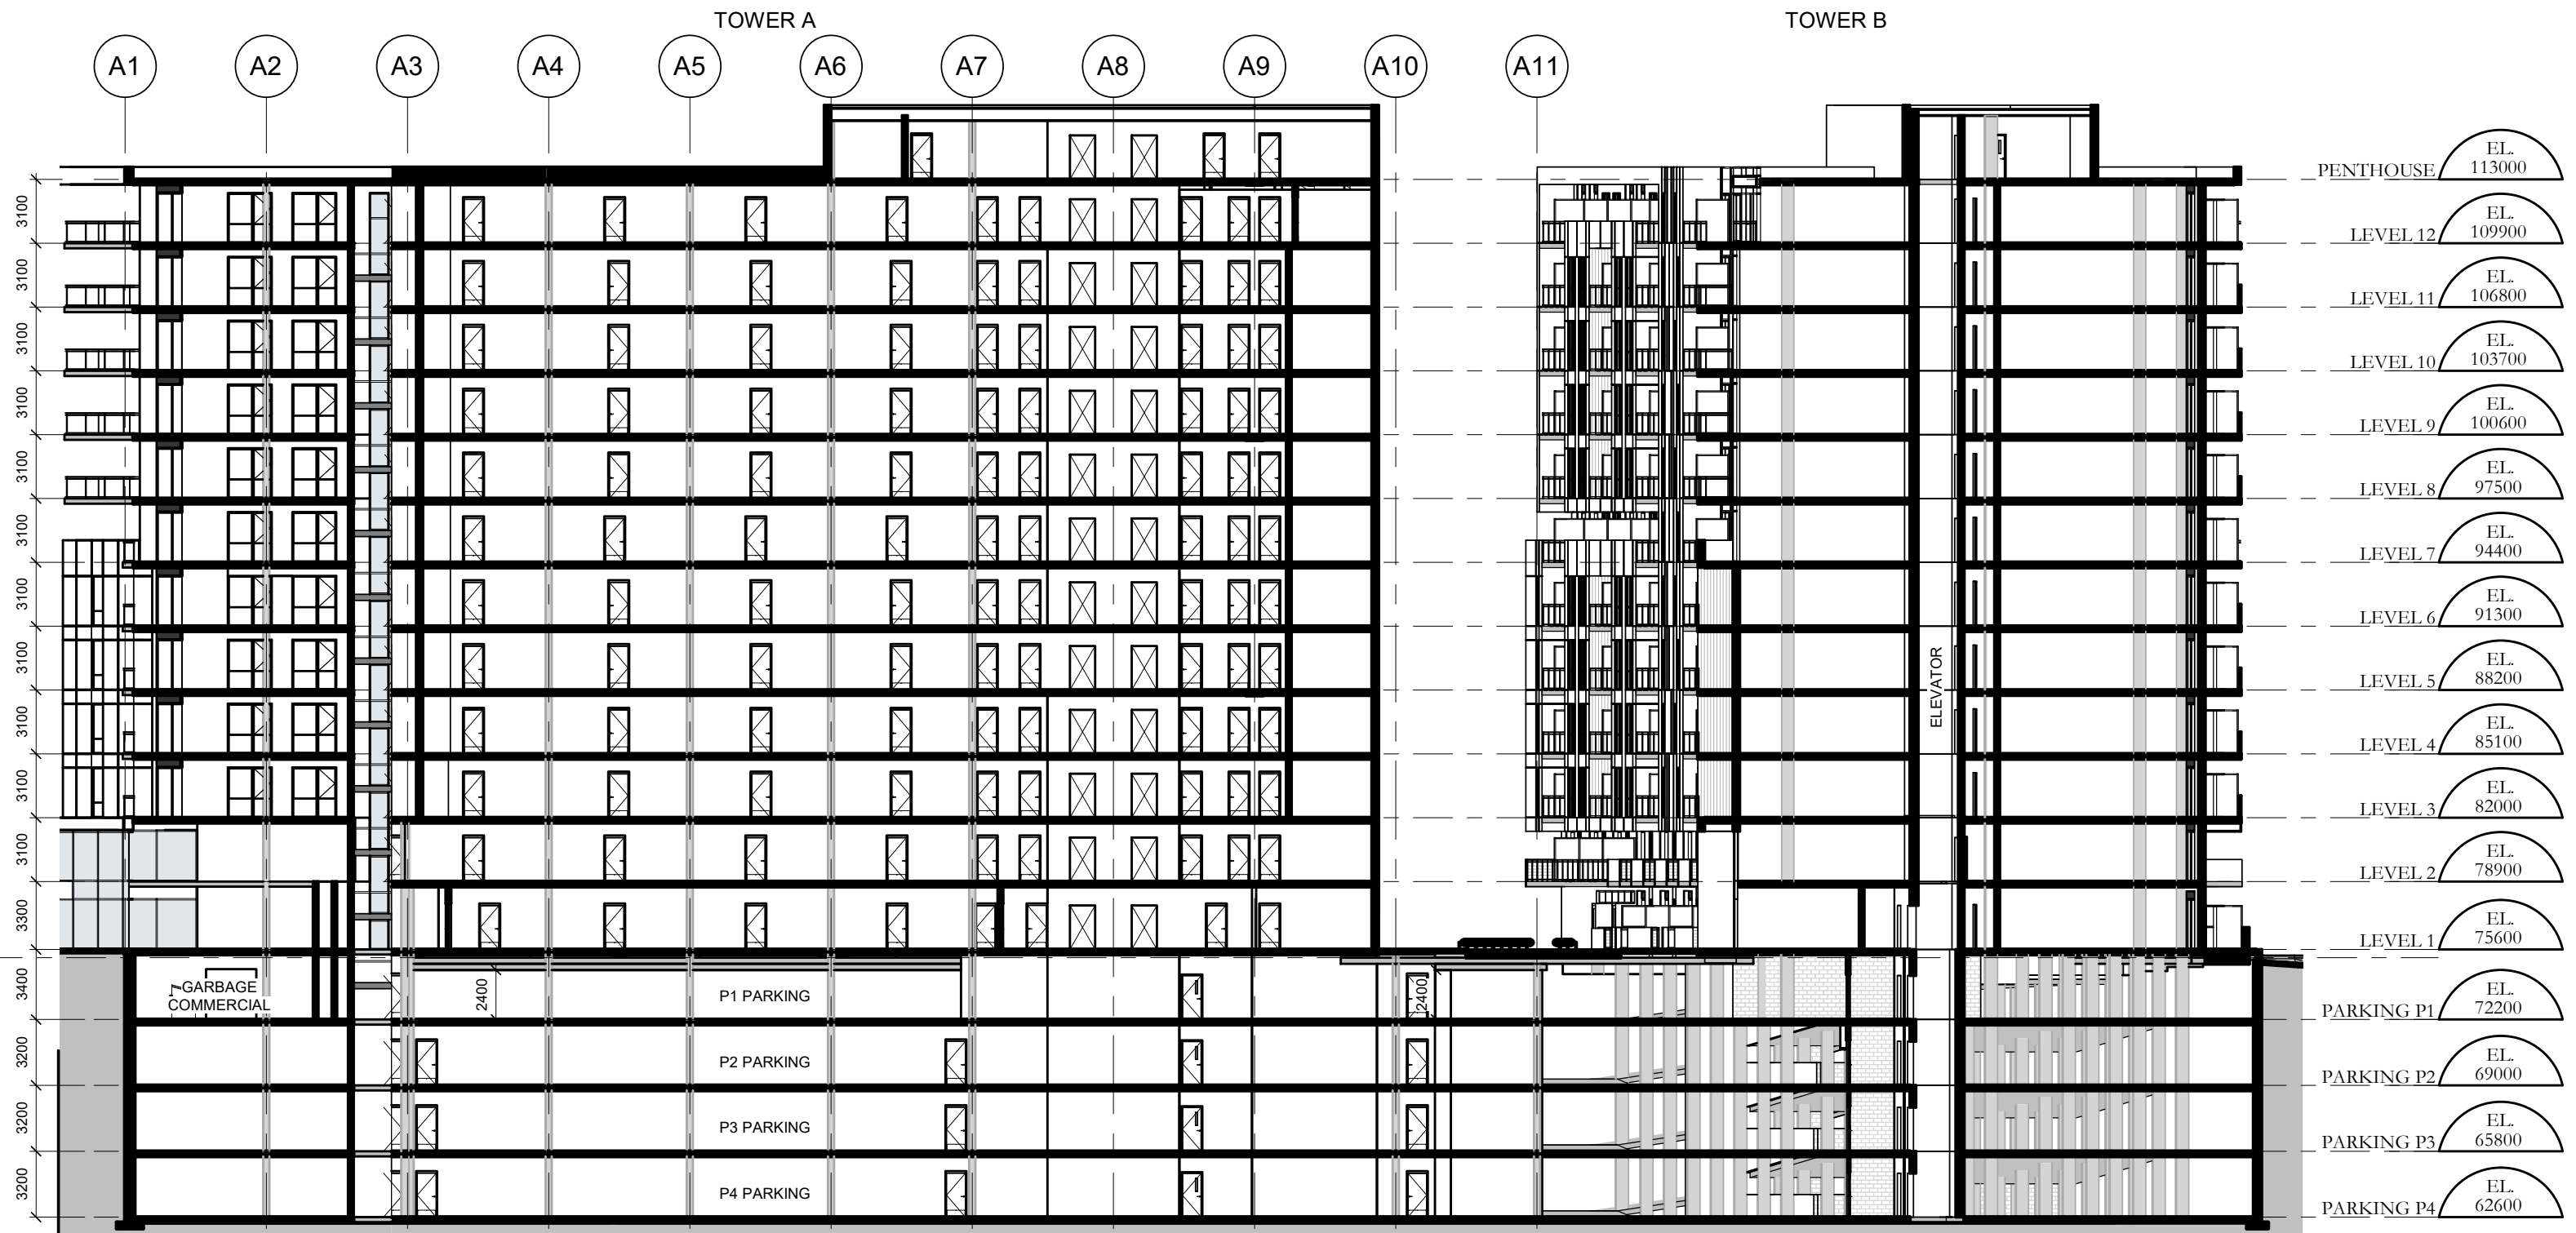 TOWER A
TOWER B
A1
A2
A3
A4
A5
A6
A7
A8
A9
A10
A11
PENTHOUSE
EL.
113000
3100
LEVEL 12
EL.
109900
3100
LEVEL 11
EL.
106800
3100
LEVEL 10
EL.
103700
3100
LEVEL 9
EL.
100600
3100
LEVEL 8
EL.
97500
3100
LEVEL 7
EL.
94400
3100
LEVEL 6
EL.
91300
3100
ELEVATOR
LEVEL 5
EL.
88200
3100
LEVEL 4
EL.
85100
3100
LEVEL 3
EL.
82000
3100
LEVEL 2
EL.
78900
3300
LEVEL 1
EL.
75600
3400
GARBAGE
COMMERCIAL
2400
P1 PARKING
2400
PARKING P1
EL.
72200
3200
P2 PARKING
PARKING P2
EL.
69000
3200
P3 PARKING
PARKING P3
EL.
65800
3200
P4 PARKING
PARKING P4
EL.
62600